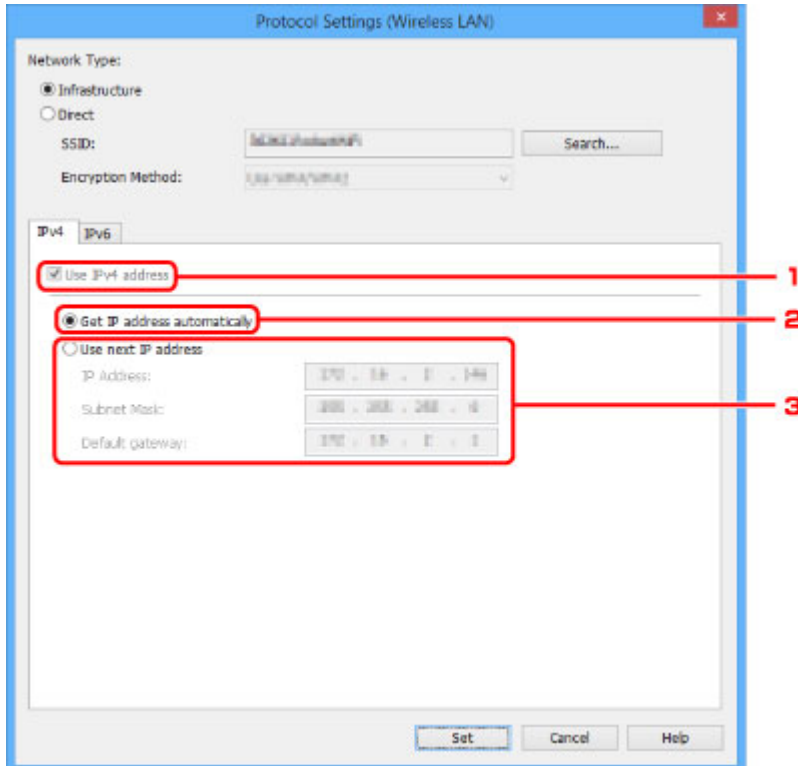 Protocol Settings (Wireless LAN)
Network Type:
Infrastructure
Direct
SSID:
Search...
Encryption Method:
IPv4 IPv6
Use IPv4 address
1
Get IP address automatically
2
Use next IP address
IP Address:
Subnet Mask:
3
Default gateway:
Set Cancel Help